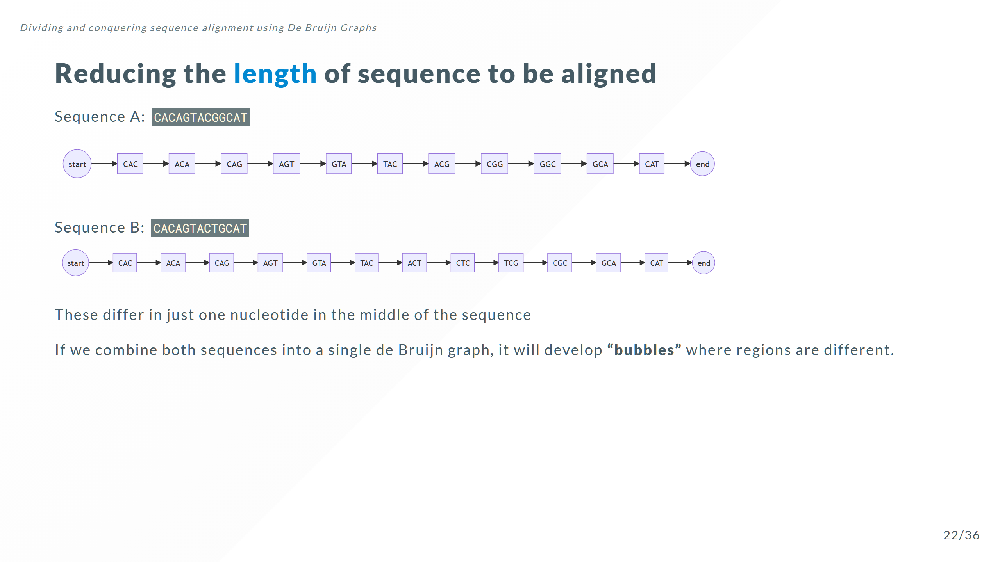 Dividing and conquering sequence alignment using De Bruijn Graphs
Reducing the length of sequence to be aligned
Sequence A: CACAGTACGGCAT
start CAC ACA CAG AGT GTA TAC ACG CGG GGC GCA CAT end
Sequence B: CACAGTACTGCAT
start CAC ACA CAG AGT GTA TAC ACT CTC TCG CGC GCA CAT end
These differ in just one nucleotide in the middle of the sequence
If we combine both sequences into a single de Bruijn graph, it will develop “bubbles” where regions are different.
22/36